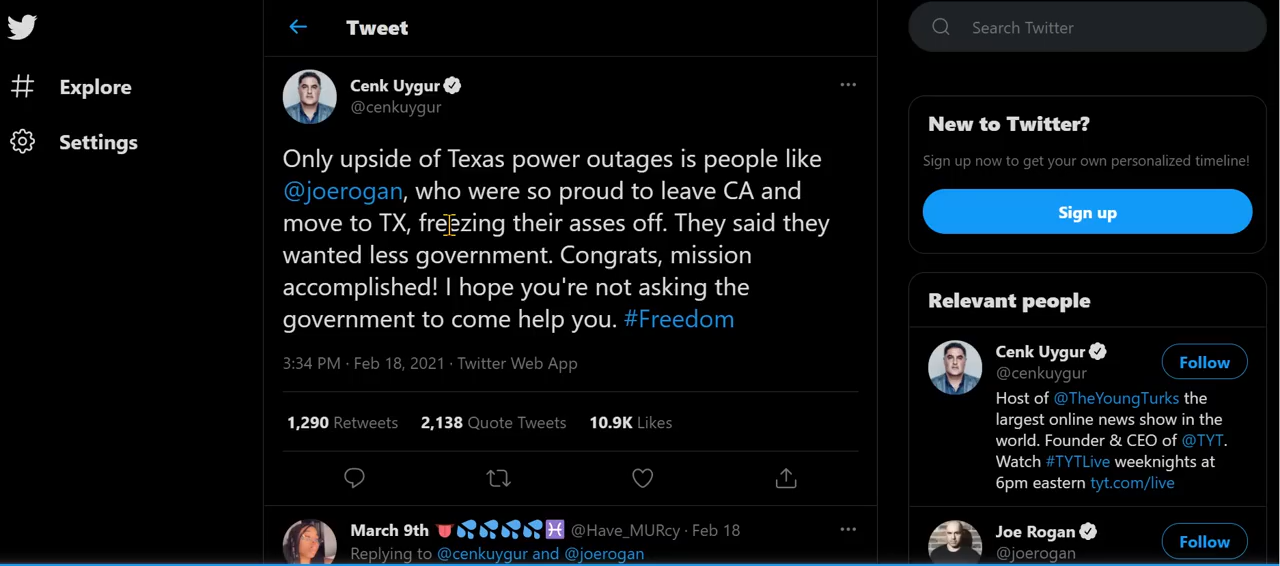 Explore
Settings
Tweet
Cenk Uygur
@cenkuygur
Only upside of Texas power outages is people like
@joerogan, who were so proud to leave CA and
move to TX, freezing their asses off. They said they
wanted less government. Congrats, mission
accomplished! I hope you're not asking the
government to come help you. #Freedom
3:34 PM · Feb 18, 2021 · Twitter Web App
1,290 Retweets 2,138 Quote Tweets 10.9K Likes
March 9th 👅💦💦💦💦♓ @Have_MURcy · Feb 18
Replying to @cenkuygur and @joerogan
Search Twitter
New to Twitter?
Sign up now to get your own personalized timeline!
Sign up
Relevant people
Cenk Uygur
@cenkuygur
Follow
Host of @TheYoungTurks the
largest online news show in the
world. Founder & CEO of @TYT.
Watch #TYTLive weeknights at
6pm eastern tyt.com/live
Joe Rogan
@joerogan
Follow